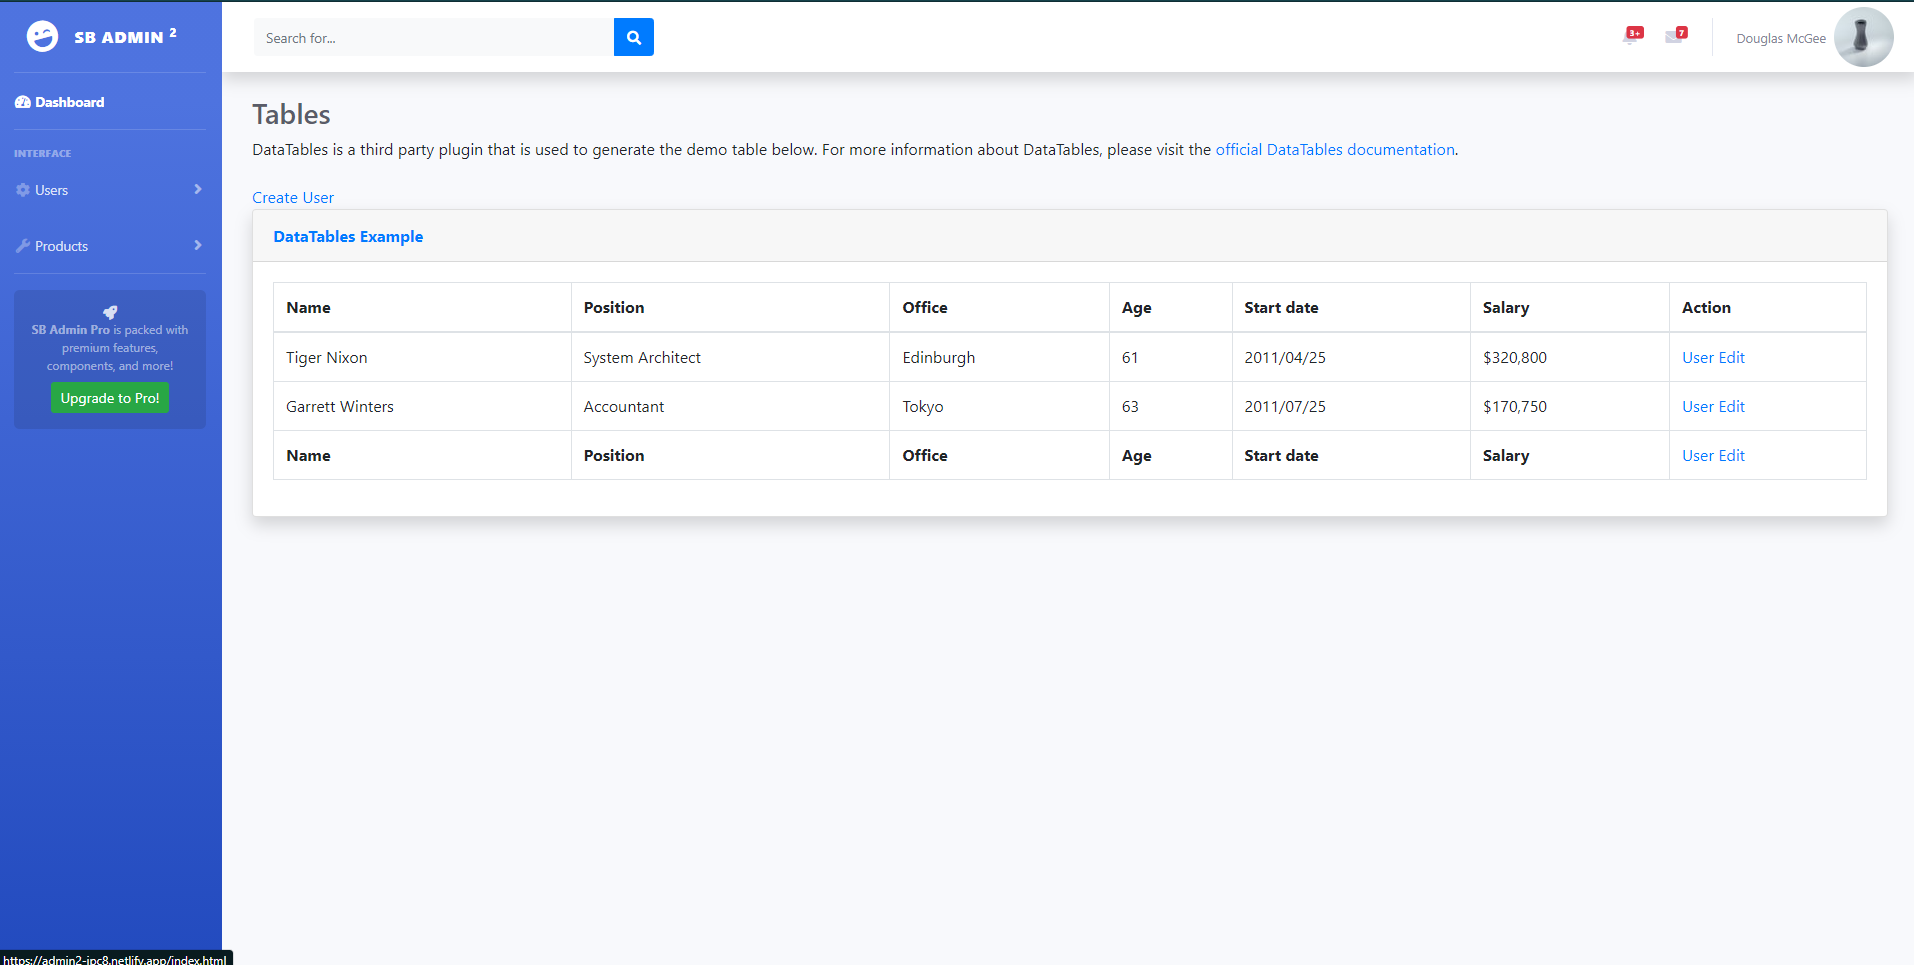 SB ADMIN 2
Search for...
3+
7
Douglas McGee
Dashboard
INTERFACE
Users
Products
SB Admin Pro is packed with
premium features,
components, and more!
Upgrade to Pro!
Tables
DataTables is a third party plugin that is used to generate the demo table below. For more information about DataTables, please visit the official DataTables documentation.
Create User
DataTables Example
Name Position Office Age Start date Salary Action
Tiger Nixon System Architect Edinburgh 61 2011/04/25 $320,800 User Edit
Garrett Winters Accountant Tokyo 63 2011/07/25 $170,750 User Edit
Name Position Office Age Start date Salary User Edit
https://admin2-jpc8.netlify.app/index.html